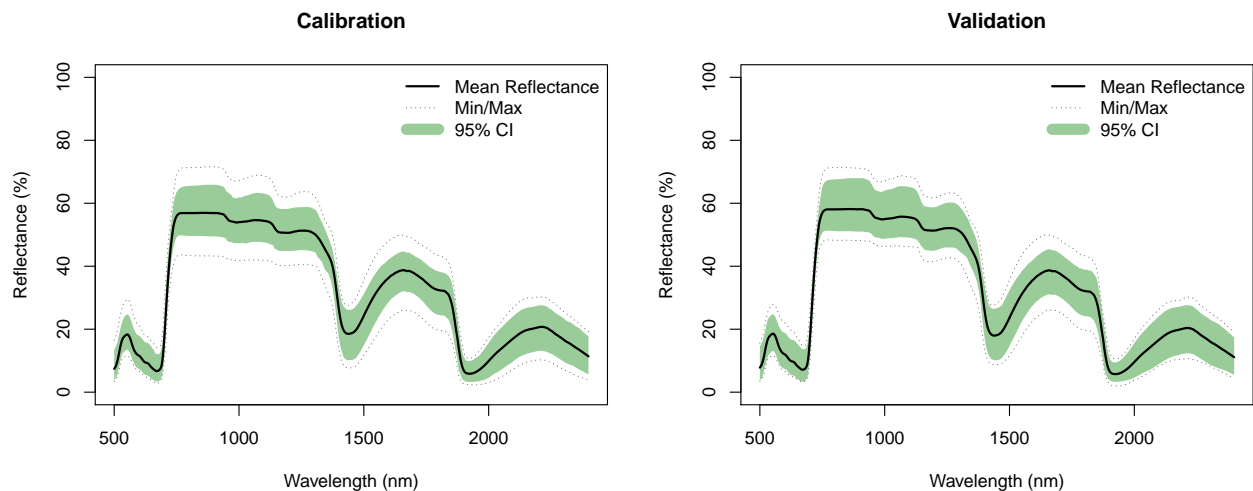 Calibration
Mean Reflectance
Min/Max
95% CI
Reflectance (%)
100
80
60
40
20
0
500
1000
1500
2000
Wavelength (nm)
Validation
Mean Reflectance
Min/Max
95% CI
Reflectance (%)
100
80
60
40
20
0
500
1000
1500
2000
Wavelength (nm)